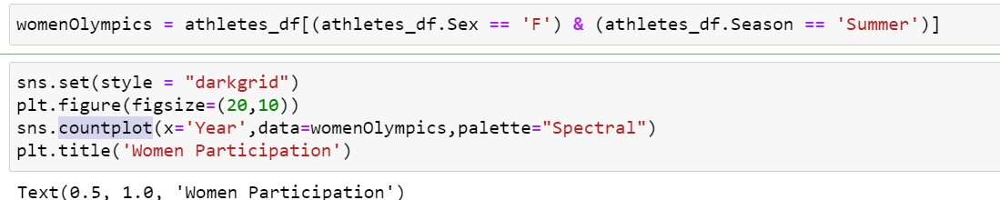 womenOlympics = athletes_df[(athletes_df.Sex == 'F') & (athletes_df.Season == 'Summer')]
sns.set(style = "darkgrid")
plt.figure(figsize=(20,10))
sns.countplot(x='Year',data=womenOlympics,palette="Spectral")
plt.title('Women Participation')
Text(0.5, 1.0, 'Women Participation')